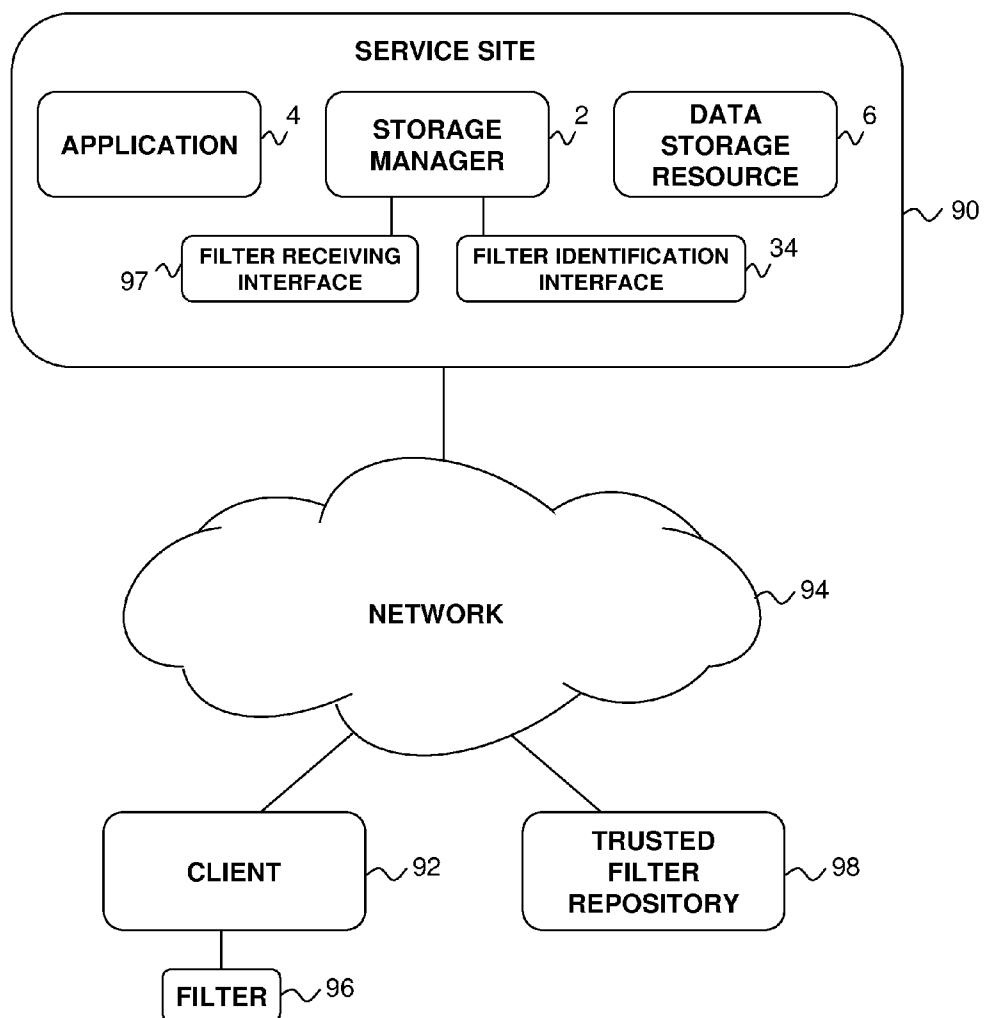 SERVICE SITE
APPLICATION
4
STORAGE
MANAGER
2
DATA
STORAGE
RESOURCE
6
90
FILTER RECEIVING
INTERFACE
97
FILTER IDENTIFICATION
INTERFACE
34
NETWORK
94
CLIENT
92
TRUSTED
FILTER
REPOSITORY
98
FILTER
96